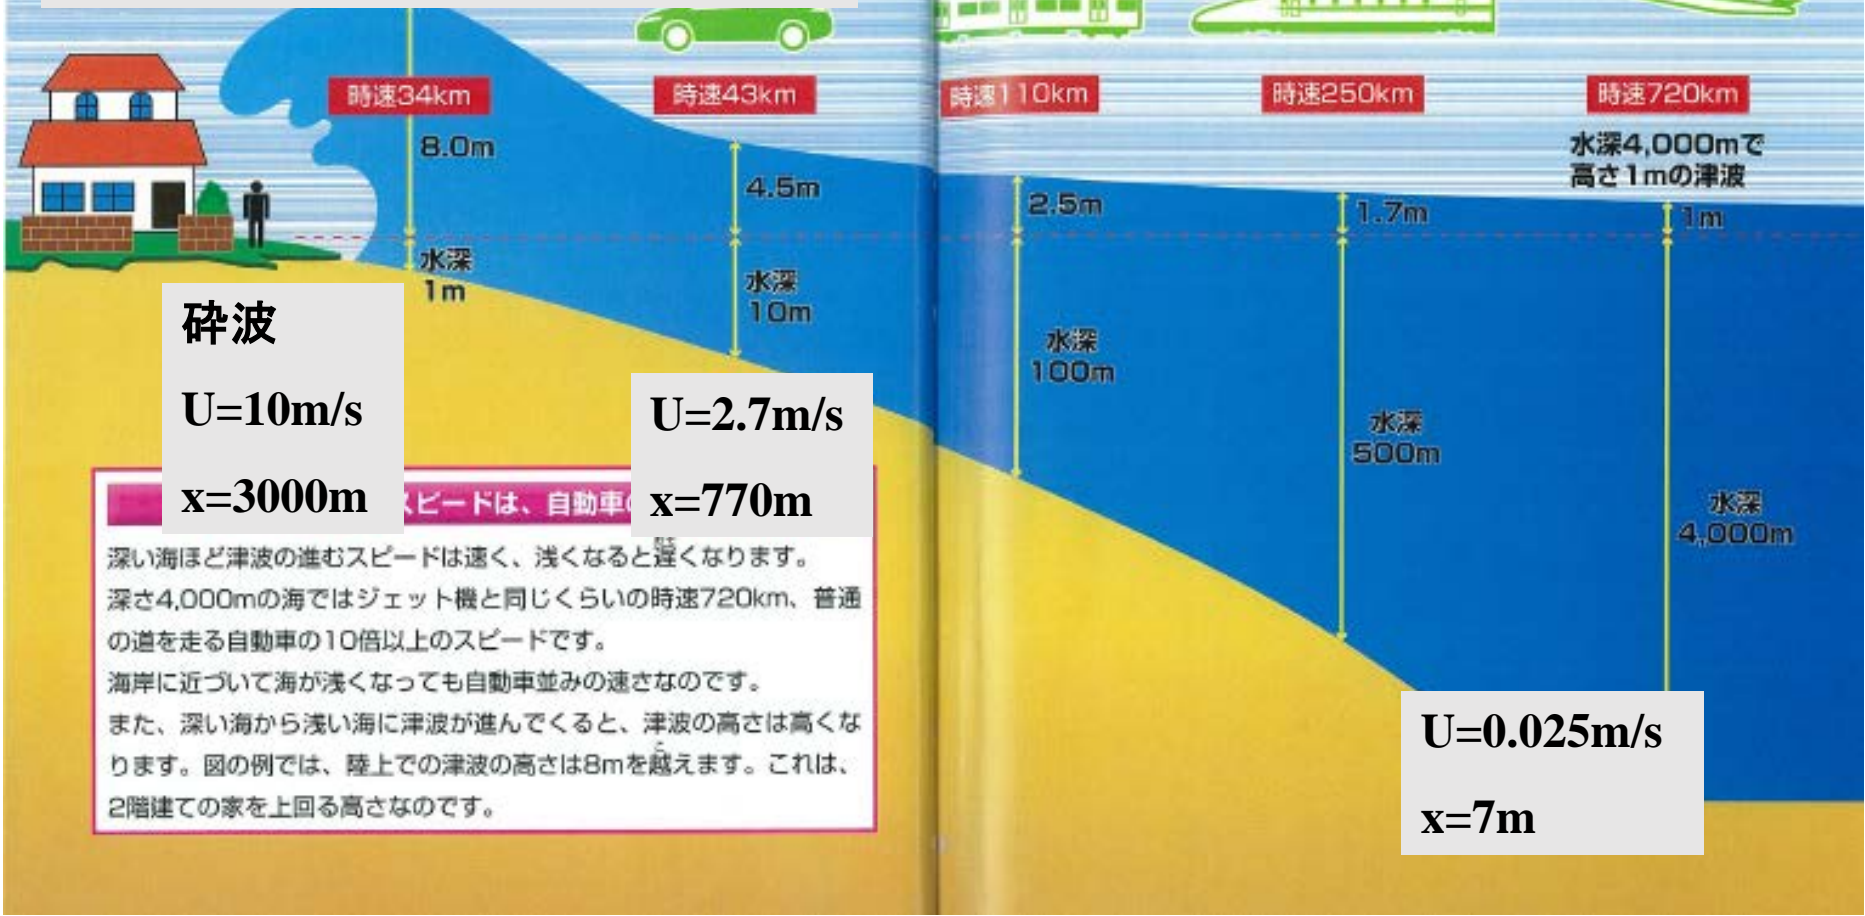 時速34km
時速43km
時速110km
時速250km
時速720km
水深4,000mで
高さ1mの津波
8.0m
4.5m
2.5m
1.7m
1m
水深
1m
水深
10m
水深
100m
水深
500m
水深
4,000m
砕波
U=10m/s
x=3000m
U=2.7m/s
x=770m
U=0.025m/s
x=7m
スピードは、自動車
深い海ほど津波の進むスピードは速く、浅くなると遅くなります。
深さ4,000mの海ではジェット機と同じくらいの時速720km、普通
の道を走る自動車の10倍以上のスピードです。
海岸に近づいて海が浅くなっても自動車並みの速さなのです。
また、深い海から浅い海に津波が進んでくると、津波の高さは高くな
ります。図の例では、陸上での津波の高さは8mを越えます。これは、
2階建ての家を上回る高さなのです。